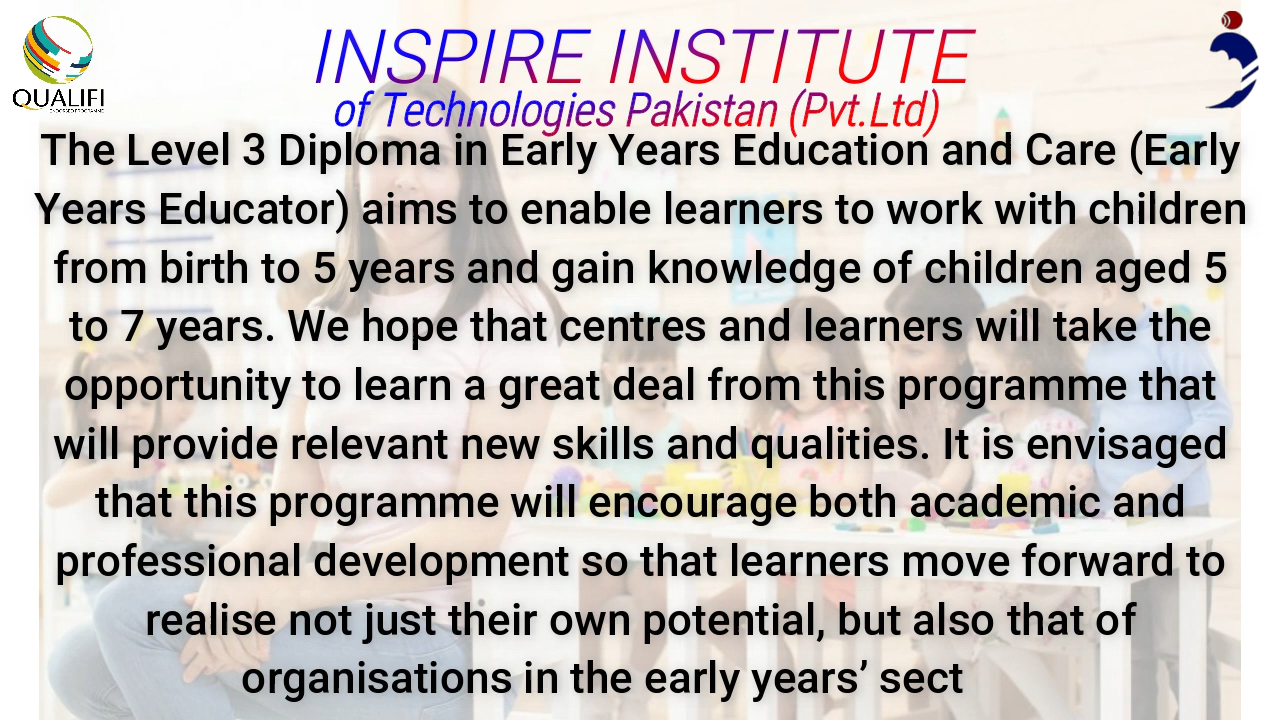 QUALIFI
ENDORSED PROGRAMME
INSPIRE INSTITUTE
of Technologies Pakistan (Pvt.Ltd)
The Level 3 Diploma in Early Years Education and Care (Early
Years Educator) aims to enable learners to work with children
from birth to 5 years and gain knowledge of children aged 5
to 7 years. We hope that centres and learners will take the
opportunity to learn a great deal from this programme that
will provide relevant new skills and qualities. It is envisaged
that this programme will encourage both academic and
professional development so that learners move forward to
realise not just their own potential, but also that of
organisations in the early years’ sect